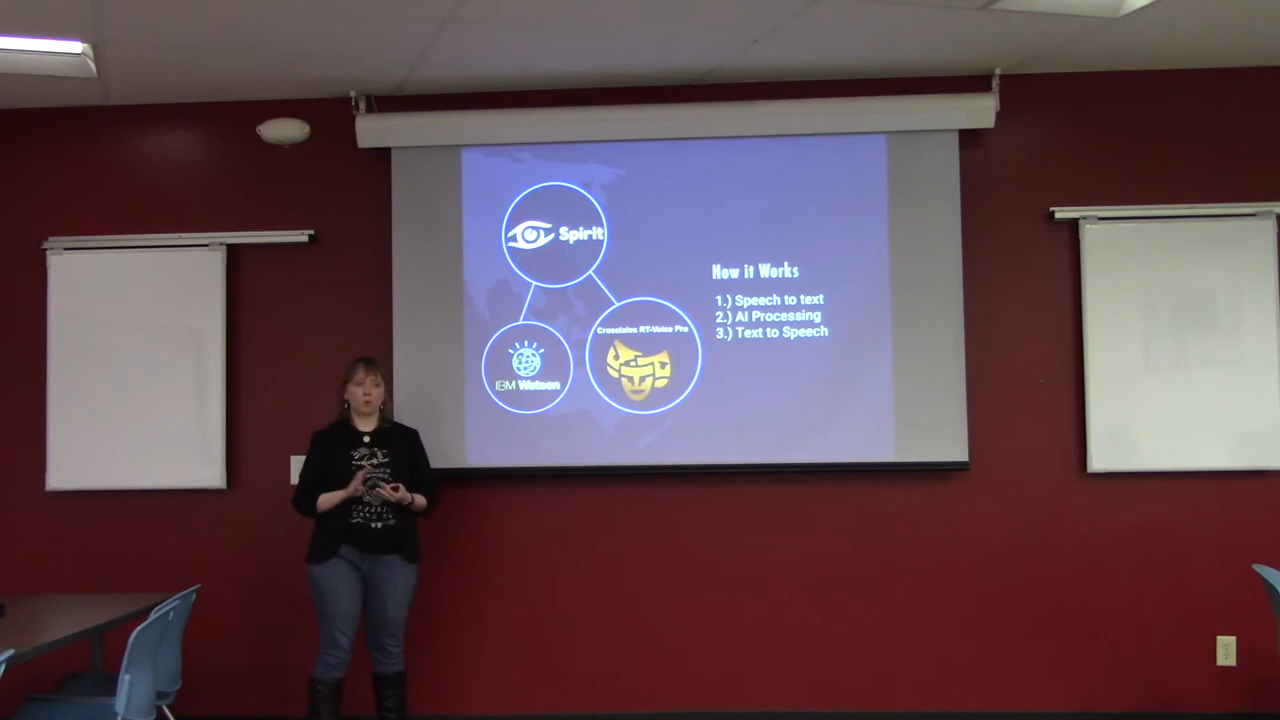 Spirit
Crosstales RT-Voice Pro
IBM Watson
How it Works
1.) Speech to text
2.) AI Processing
3.) Text to Speech